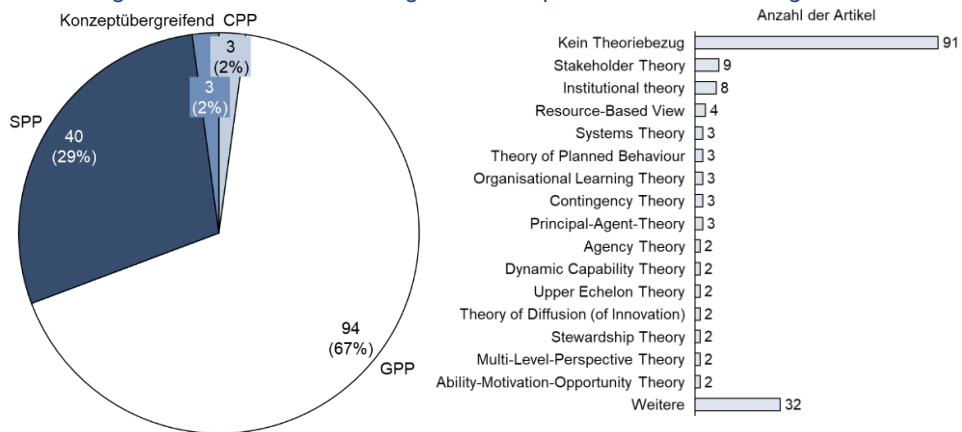 Konzeptübergreifend CPP
3
(2%)
3
(2%)
SPP
40
(29%)
94
(67%)
GPP
Anzahl der Artikel
Kein Theoriebezug 91
Stakeholder Theory 9
Institutional theory 8
Resource-Based View 4
Systems Theory 3
Theory of Planned Behaviour 3
Organisational Learning Theory 3
Contingency Theory 3
Principal-Agent-Theory 3
Agency Theory 2
Dynamic Capability Theory 2
Upper Echelon Theory 2
Theory of Diffusion (of Innovation) 2
Stewardship Theory 2
Multi-Level-Perspective Theory 2
Ability-Motivation-Opportunity Theory 2
Weitere 32